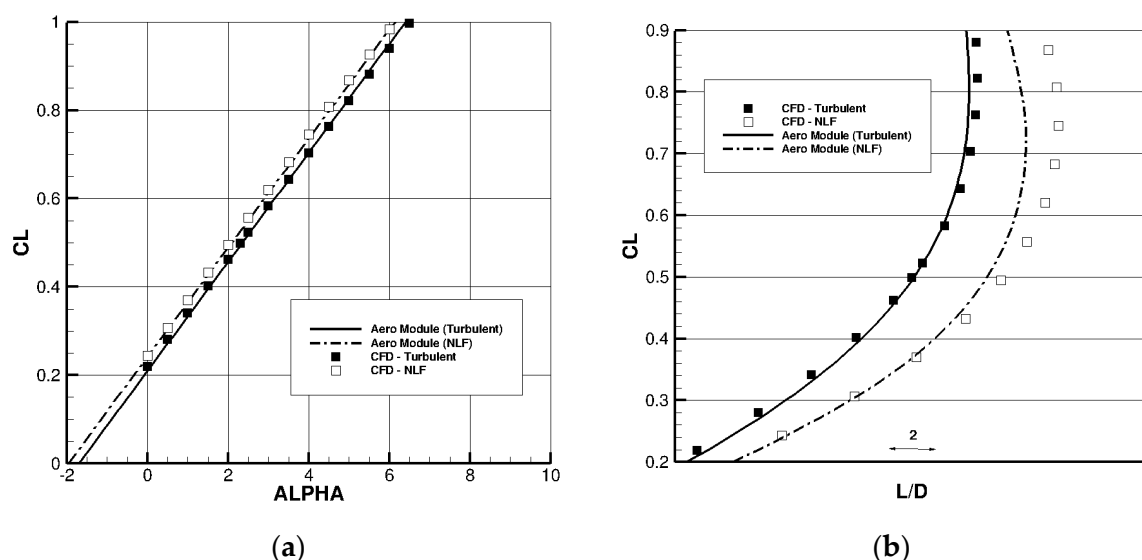 1
0.8
0.6
0.4
0.2
0
CL
-2 0 2 4 6 8 10
ALPHA
Aero Module (Turbulent)
Aero Module (NLF)
CFD - Turbulent
CFD - NLF
(a)
0.9
0.8
0.7
0.6
0.5
0.4
0.3
0.2
CL
CFD - Turbulent
CFD - NLF
Aero Module (Turbulent)
Aero Module (NLF)
2
L/D
(b)